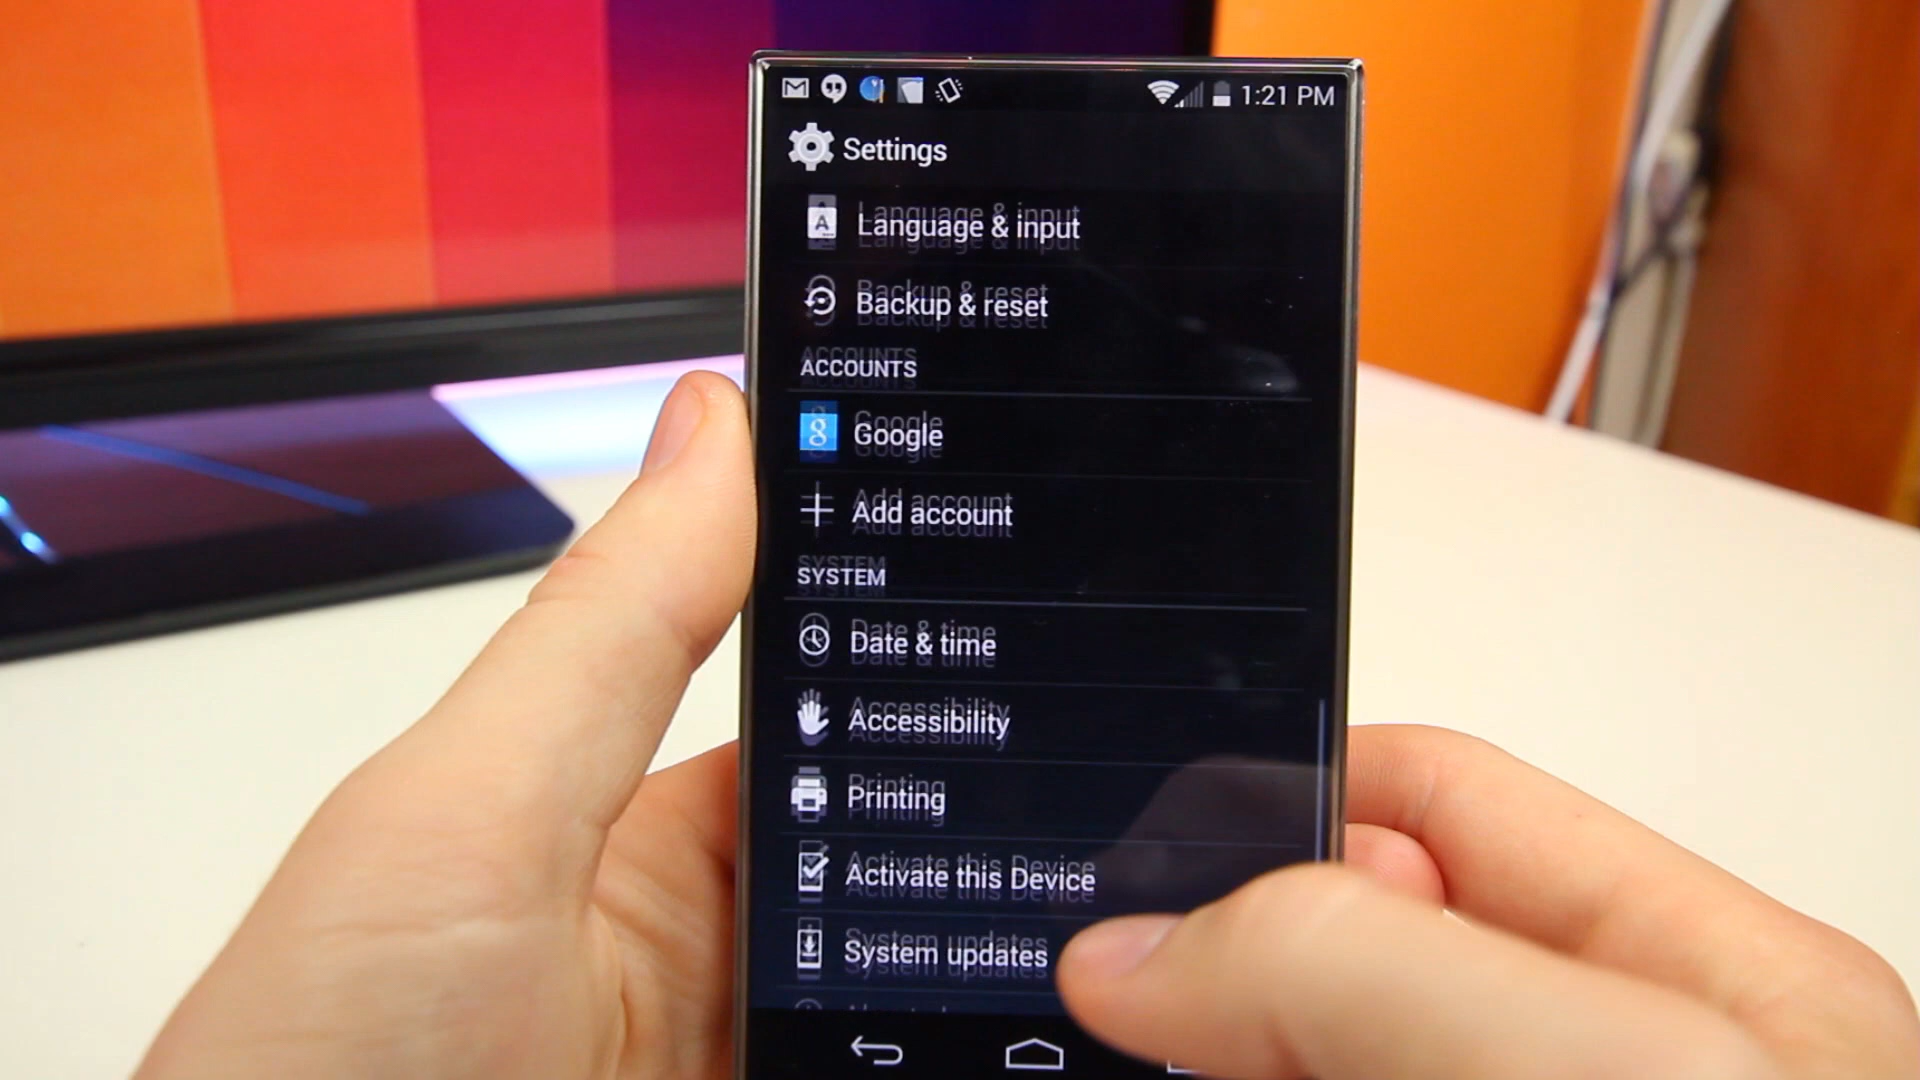 1:21 PM
Settings
Language & input
Backup & reset
ACCOUNTS
Google
Add account
SYSTEM
Date & time
Accessibility
Printing
Activate this Device
System updates